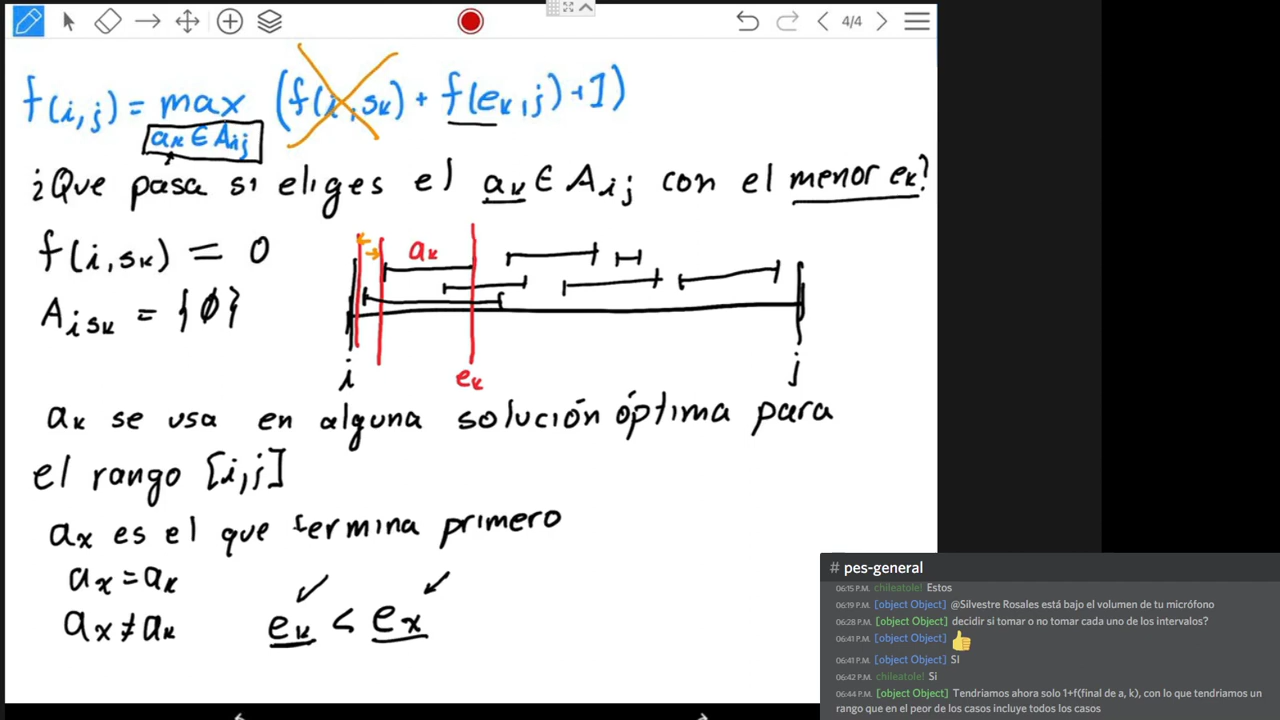 4/4
f(i,j) = max (f(i,sk) + f(ek,j) + 1)
ak ∈ Aij
¿Que pasa si eliges el ak ∈ Aij con el menor ek?
f(i,sk) = 0
ak
Aisk = {ϕ}
i
ek
j
ak se usa en alguna solución óptima para
el rango [i,j]
ax es el que termina primero
ax = ak
ax ≠ ak
ek < ex
# pes-general
06:15 P.M. chileatole! Estos
06:19 P.M. [object Object] @Silvestre Rosales está bajo el volumen de tu micrófono
06:28 P.M. [object Object] decidir si tomar o no tomar cada uno de los intervalos?
06:41 P.M. [object Object] 👍
06:41 P.M. [object Object] SI
06:42 P.M. chileatole! Si
06:44 P.M. [object Object] Tendriamos ahora solo 1+f(final de a, k), con lo que tendriamos un
rango que en el peor de los casos incluye todos los casos